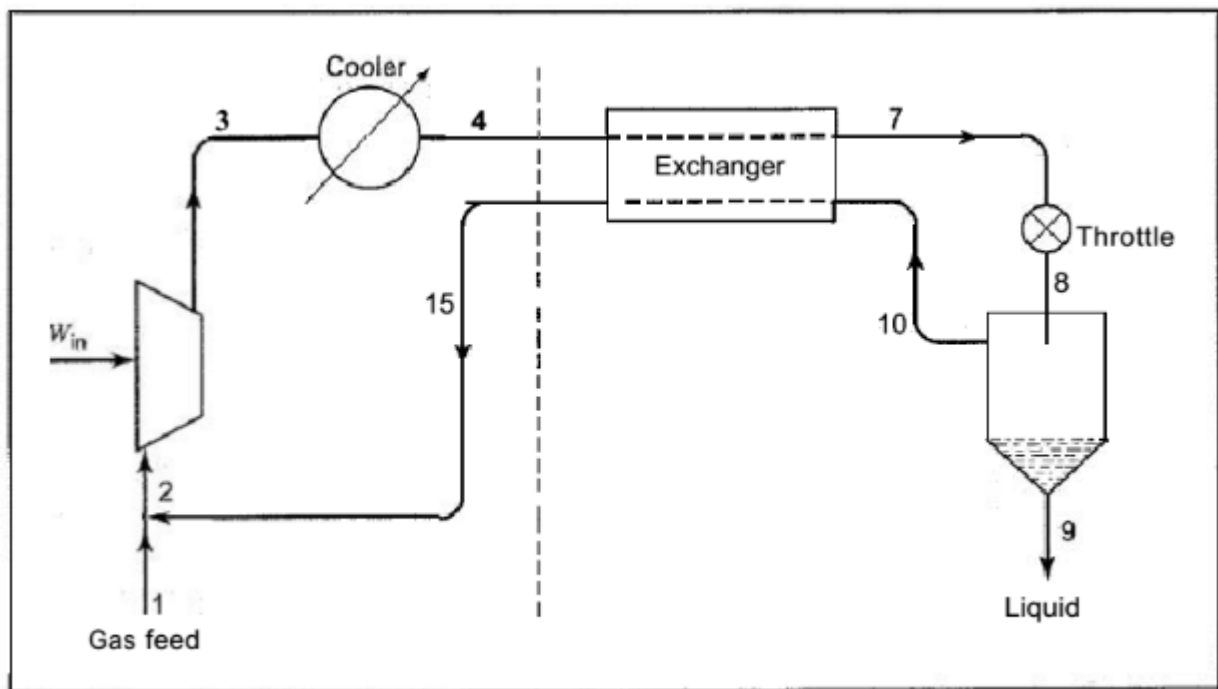 Cooler
3
4
7
Exchanger
Throttle
8
15
10
W_in
2
9
1
Gas feed
Liquid